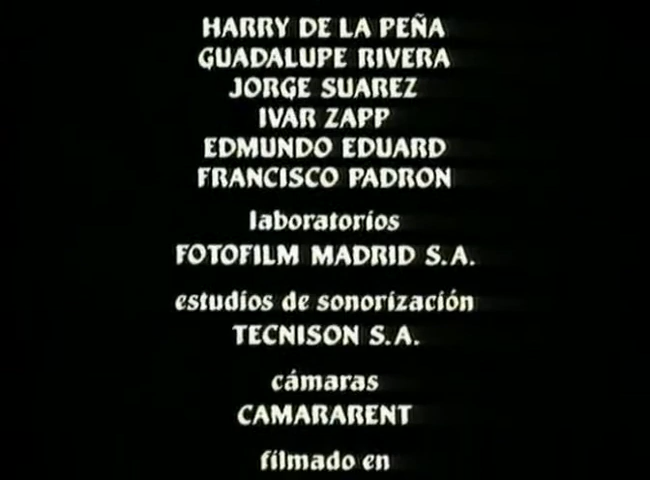 HARRY DE LA PEÑA
GUADALUPE RIVERA
JORGE SUAREZ
IVAR ZAPP
EDMUNDO EDUARD
FRANCISCO PADRON
laboratorios
FOTOFILM MADRID S.A.
estudios de sonorización
TECNISON S.A.
cámaras
CAMARARENT
filmado en